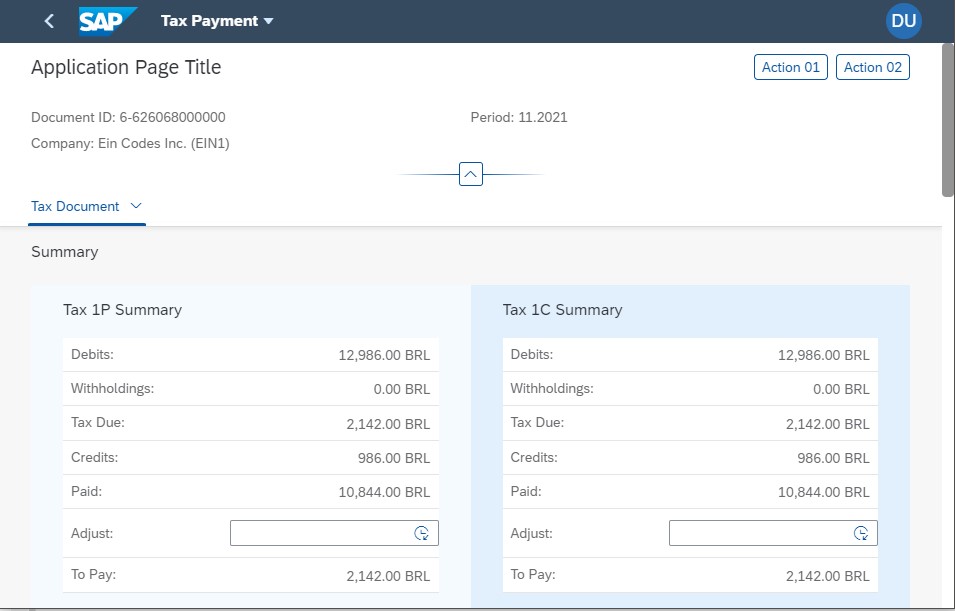 SAP Tax Payment DU
Application Page Title Action 01 Action 02
Document ID: 6-626068000000 Period: 11.2021
Company: Ein Codes Inc. (EIN1)
Tax Document
Summary
Tax 1P Summary
Debits: 12,986.00 BRL
Withholdings: 0.00 BRL
Tax Due: 2,142.00 BRL
Credits: 986.00 BRL
Paid: 10,844.00 BRL
Adjust:
To Pay: 2,142.00 BRL
Tax 1C Summary
Debits: 12,986.00 BRL
Withholdings: 0.00 BRL
Tax Due: 2,142.00 BRL
Credits: 986.00 BRL
Paid: 10,844.00 BRL
Adjust:
To Pay: 2,142.00 BRL